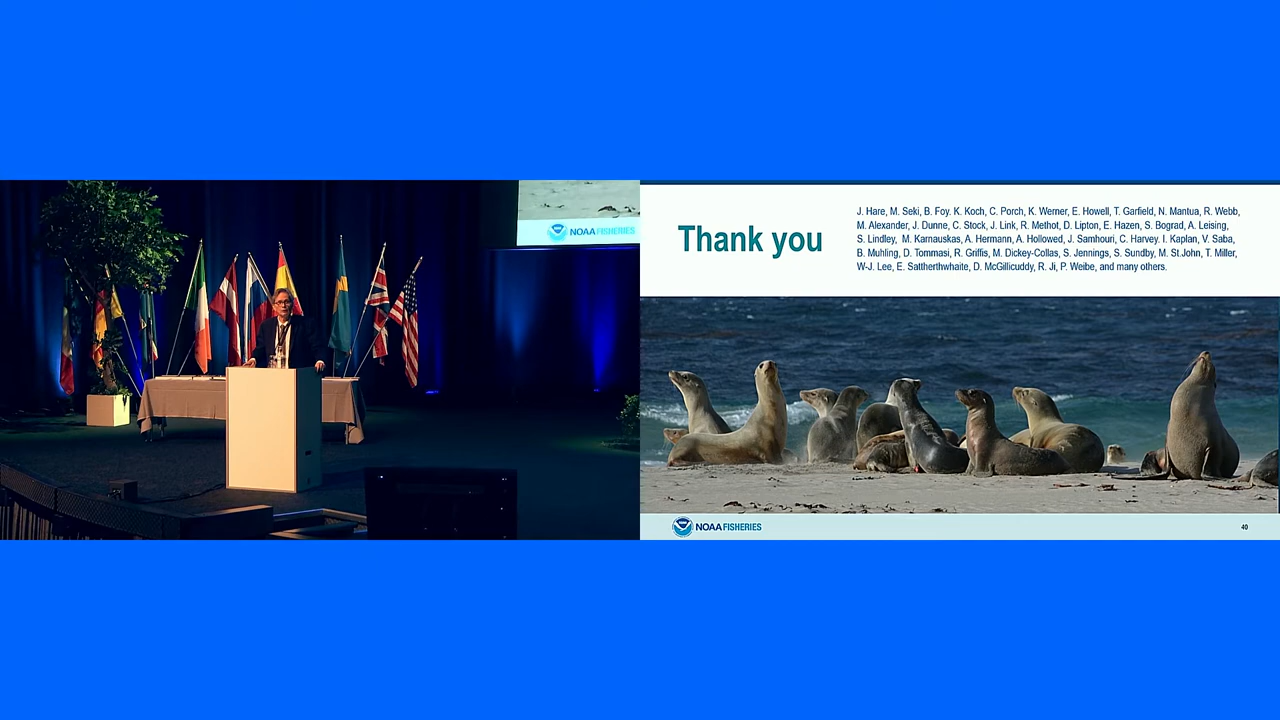 NOAA FISHERIES
Thank you
J. Hare, M. Seki, B. Foy. K. Koch, C. Porch, K. Werner, E. Howell, T. Garfield, N. Mantua, R. Webb,
M. Alexander, J. Dunne, C. Stock, J. Link, R. Methot, D. Lipton, E. Hazen, S. Bograd, A. Leising,
S. Lindley, M. Karnauskas, A. Hermann, A. Hollowed, J. Samhouri, C. Harvey. I. Kaplan, V. Saba,
B. Muhling, D. Tommasi, R. Griffis, M. Dickey-Collas, S. Jennings, S. Sundby, M. St.John, T. Miller,
W-J. Lee, E. Sattherthwhaite, D. McGillicuddy, R. Ji, P. Weibe, and many others.
NOAA FISHERIES
40